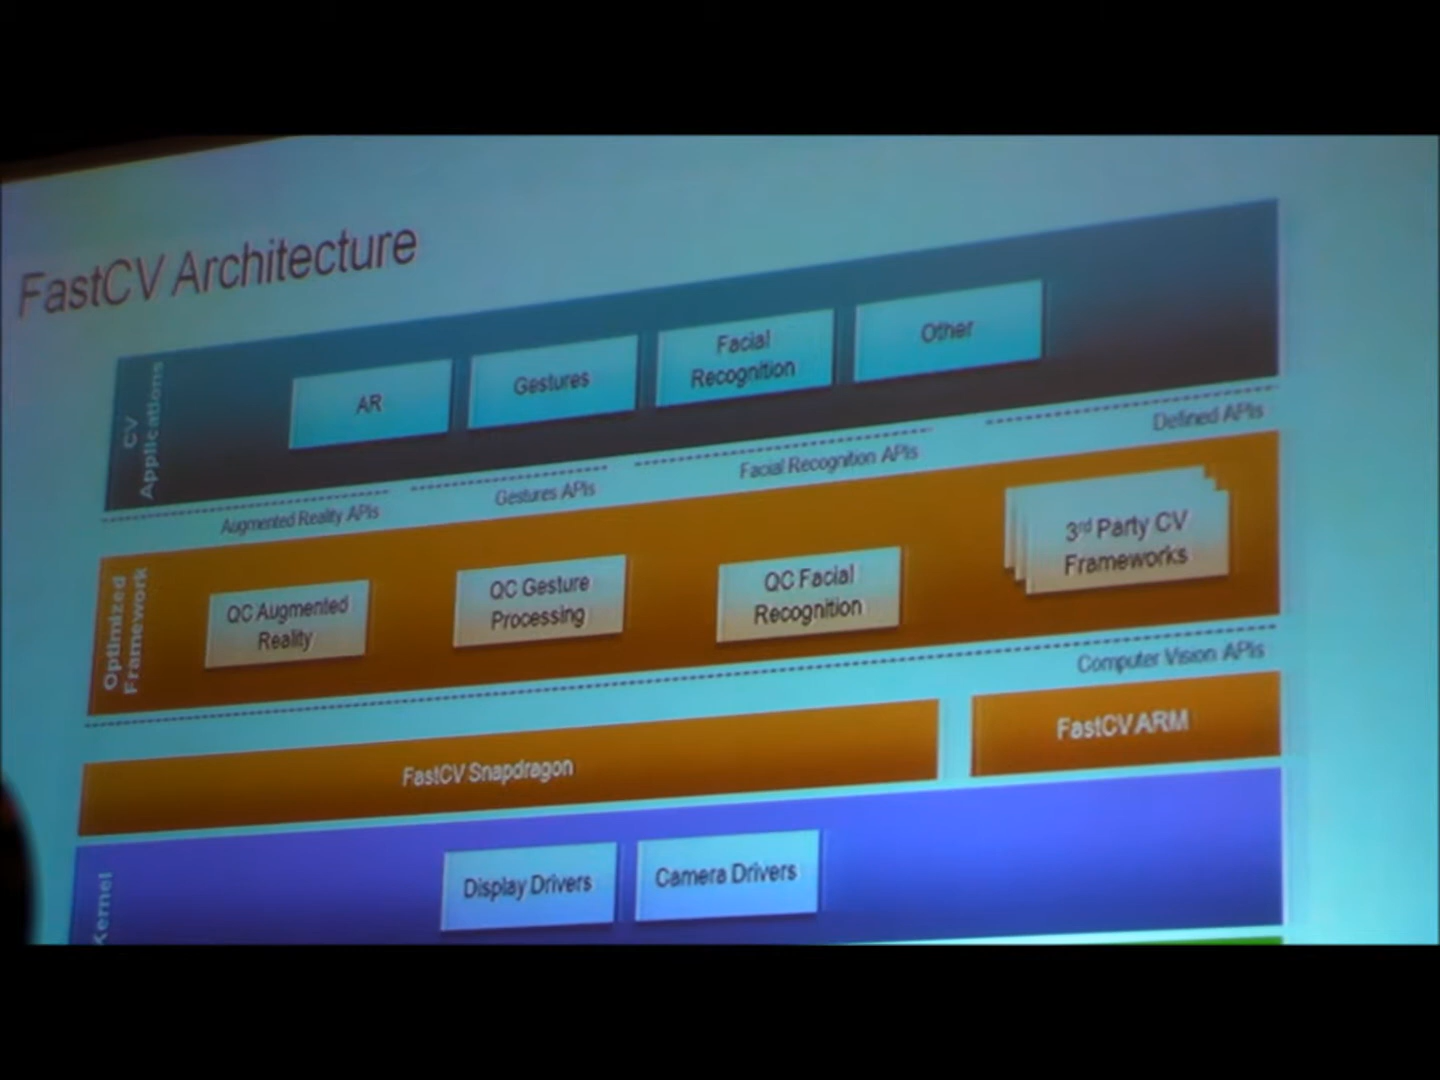 FastCV Architecture
CV
Applications
AR
Gestures
Facial
Recognition
Other
Augmented Reality APIs
Gestures APIs
Facial Recognition APIs
Defined APIs
Optimized
Framework
QC Augmented
Reality
QC Gesture
Processing
QC Facial
Recognition
3rd Party CV
Frameworks
Computer Vision APIs
FastCV Snapdragon
FastCV ARM
Kernel
Display Drivers
Camera Drivers